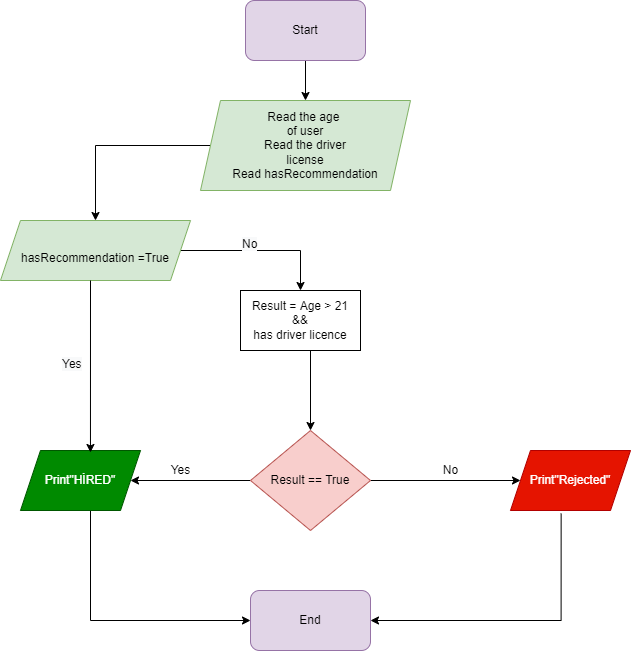 Start
Read the age
of user
Read the driver
license
Read hasRecommendation
hasRecommendation =True
No
Result = Age > 21
&&
has driver licence
Yes
Print"HİRED"
Yes
Result == True
No
Print"Rejected"
End